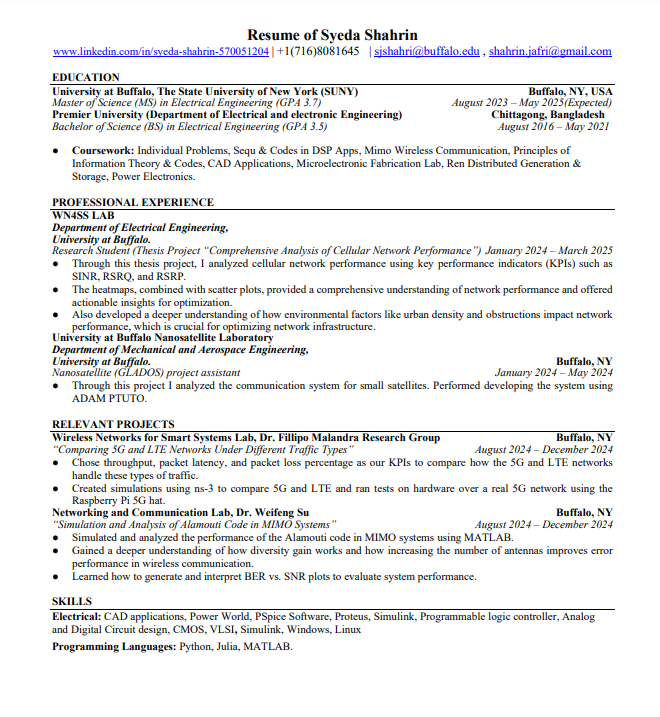 Resume of Syeda Shahrin
www.linkedin.com/in/syeda-shahrin-570051204 | +1(716)8081645 | sjshahri@buffalo.edu , shahrin.jafri@gmail.com
EDUCATION
University at Buffalo, The State University of New York (SUNY) Buffalo, NY, USA
Master of Science (MS) in Electrical Engineering (GPA 3.7) August 2023 – May 2025(Expected)
Premier University (Department of Electrical and electronic Engineering) Chittagong, Bangladesh
Bachelor of Science (BS) in Electrical Engineering (GPA 3.5) August 2016 – May 2021
● Coursework: Individual Problems, Sequ & Codes in DSP Apps, Mimo Wireless Communication, Principles of
Information Theory & Codes, CAD Applications, Microelectronic Fabrication Lab, Ren Distributed Generation &
Storage, Power Electronics.
PROFESSIONAL EXPERIENCE
WN4SS LAB
Department of Electrical Engineering,
University at Buffalo.
Research Student (Thesis Project “Comprehensive Analysis of Cellular Network Performance”) January 2024 – March 2025
● Through this thesis project, I analyzed cellular network performance using key performance indicators (KPIs) such as
SINR, RSRQ, and RSRP.
● The heatmaps, combined with scatter plots, provided a comprehensive understanding of network performance and offered
actionable insights for optimization.
● Also developed a deeper understanding of how environmental factors like urban density and obstructions impact network
performance, which is crucial for optimizing network infrastructure.
University at Buffalo Nanosatellite Laboratory
Department of Mechanical and Aerospace Engineering,
University at Buffalo. Buffalo, NY
Nanosatellite (GLADOS) project assistant January 2024 – May 2024
● Through this project I analyzed the communication system for small satellites. Performed developing the system using
ADAM PTUTO.
RELEVANT PROJECTS
Wireless Networks for Smart Systems Lab, Dr. Fillipo Malandra Research Group Buffalo, NY
“Comparing 5G and LTE Networks Under Different Traffic Types” August 2024 – December 2024
● Chose throughput, packet latency, and packet loss percentage as our KPIs to compare how the 5G and LTE networks
handle these types of traffic.
● Created simulations using ns-3 to compare 5G and LTE and ran tests on hardware over a real 5G network using the
Raspberry Pi 5G hat.
Networking and Communication Lab, Dr. Weifeng Su Buffalo, NY
“Simulation and Analysis of Alamouti Code in MIMO Systems” August 2024 – December 2024
● Simulated and analyzed the performance of the Alamouti code in MIMO systems using MATLAB.
● Gained a deeper understanding of how diversity gain works and how increasing the number of antennas improves error
performance in wireless communication.
● Learned how to generate and interpret BER vs. SNR plots to evaluate system performance.
SKILLS
Electrical: CAD applications, Power World, PSpice Software, Proteus, Simulink, Programmable logic controller, Analog
and Digital Circuit design, CMOS, VLSI, Simulink, Windows, Linux
Programming Languages: Python, Julia, MATLAB.